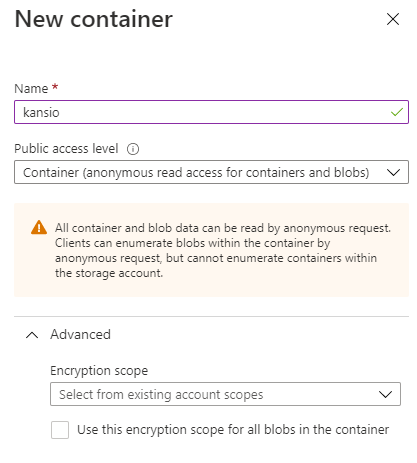 New container
Name *
kansio
Public access level
Container (anonymous read access for containers and blobs)
All container and blob data can be read by anonymous request.
Clients can enumerate blobs within the container by
anonymous request, but cannot enumerate containers within
the storage account.
Advanced
Encryption scope
Select from existing account scopes
Use this encryption scope for all blobs in the container